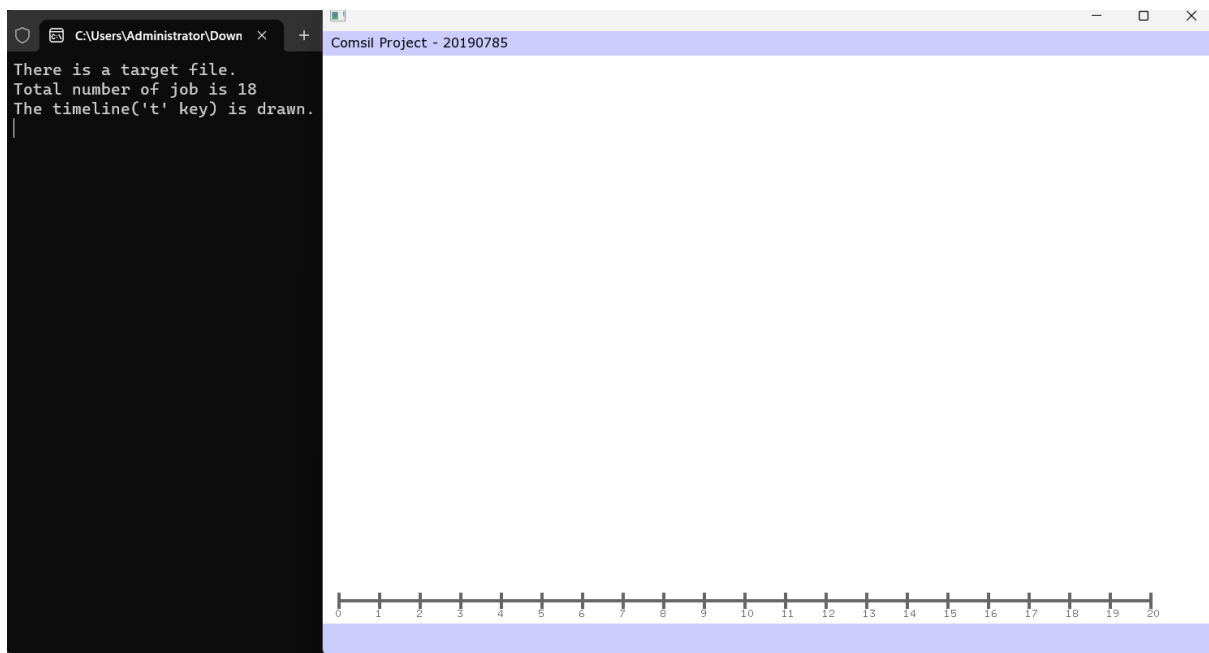 C:\Users\Administrator\Down
There is a target file.
Total number of job is 18
The timeline('t' key) is drawn.
Comsil Project - 20190785
0 1 2 3 4 5 6 7 8 9 10 11 12 13 14 15 16 17 18 19 20